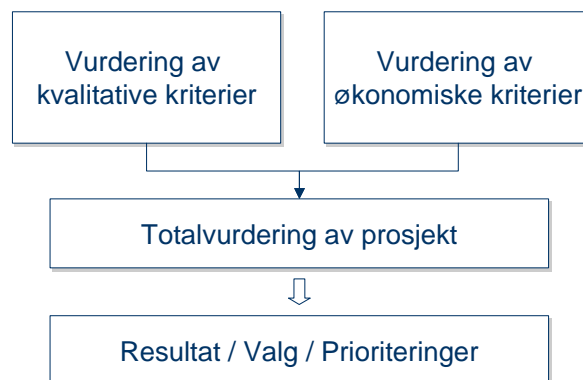 Vurdering av
kvalitative kriterier
Vurdering av
økonomiske kriterier
Totalvurdering av prosjekt
Resultat / Valg / Prioriteringer